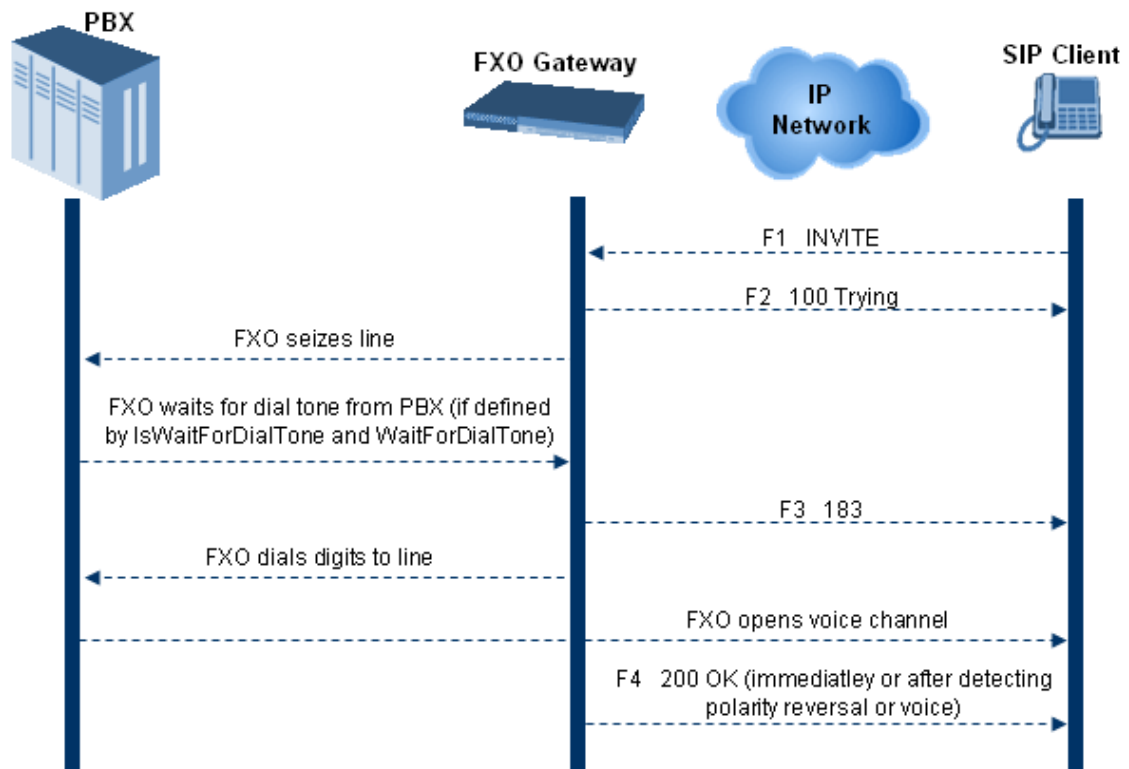 PBX
FXO Gateway
IP
Network
SIP Client
F1 INVITE
F2 100 Trying
FXO seizes line
FXO waits for dial tone from PBX (if defined
by IsWaitForDialTone and WaitForDialTone)
F3 183
FXO dials digits to line
FXO opens voice channel
F4 200 OK (immediatley or after detecting
polarity reversal or voice)